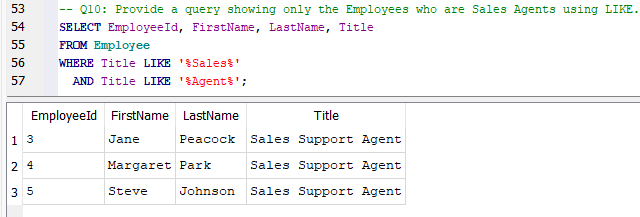 53 -- Q10: Provide a query showing only the Employees who are Sales Agents using LIKE.
54 SELECT EmployeeId, FirstName, LastName, Title
55 FROM Employee
56 WHERE Title LIKE '%Sales%'
57 AND Title LIKE '%Agent%';
EmployeeId FirstName LastName Title
1 3 Jane Peacock Sales Support Agent
2 4 Margaret Park Sales Support Agent
3 5 Steve Johnson Sales Support Agent